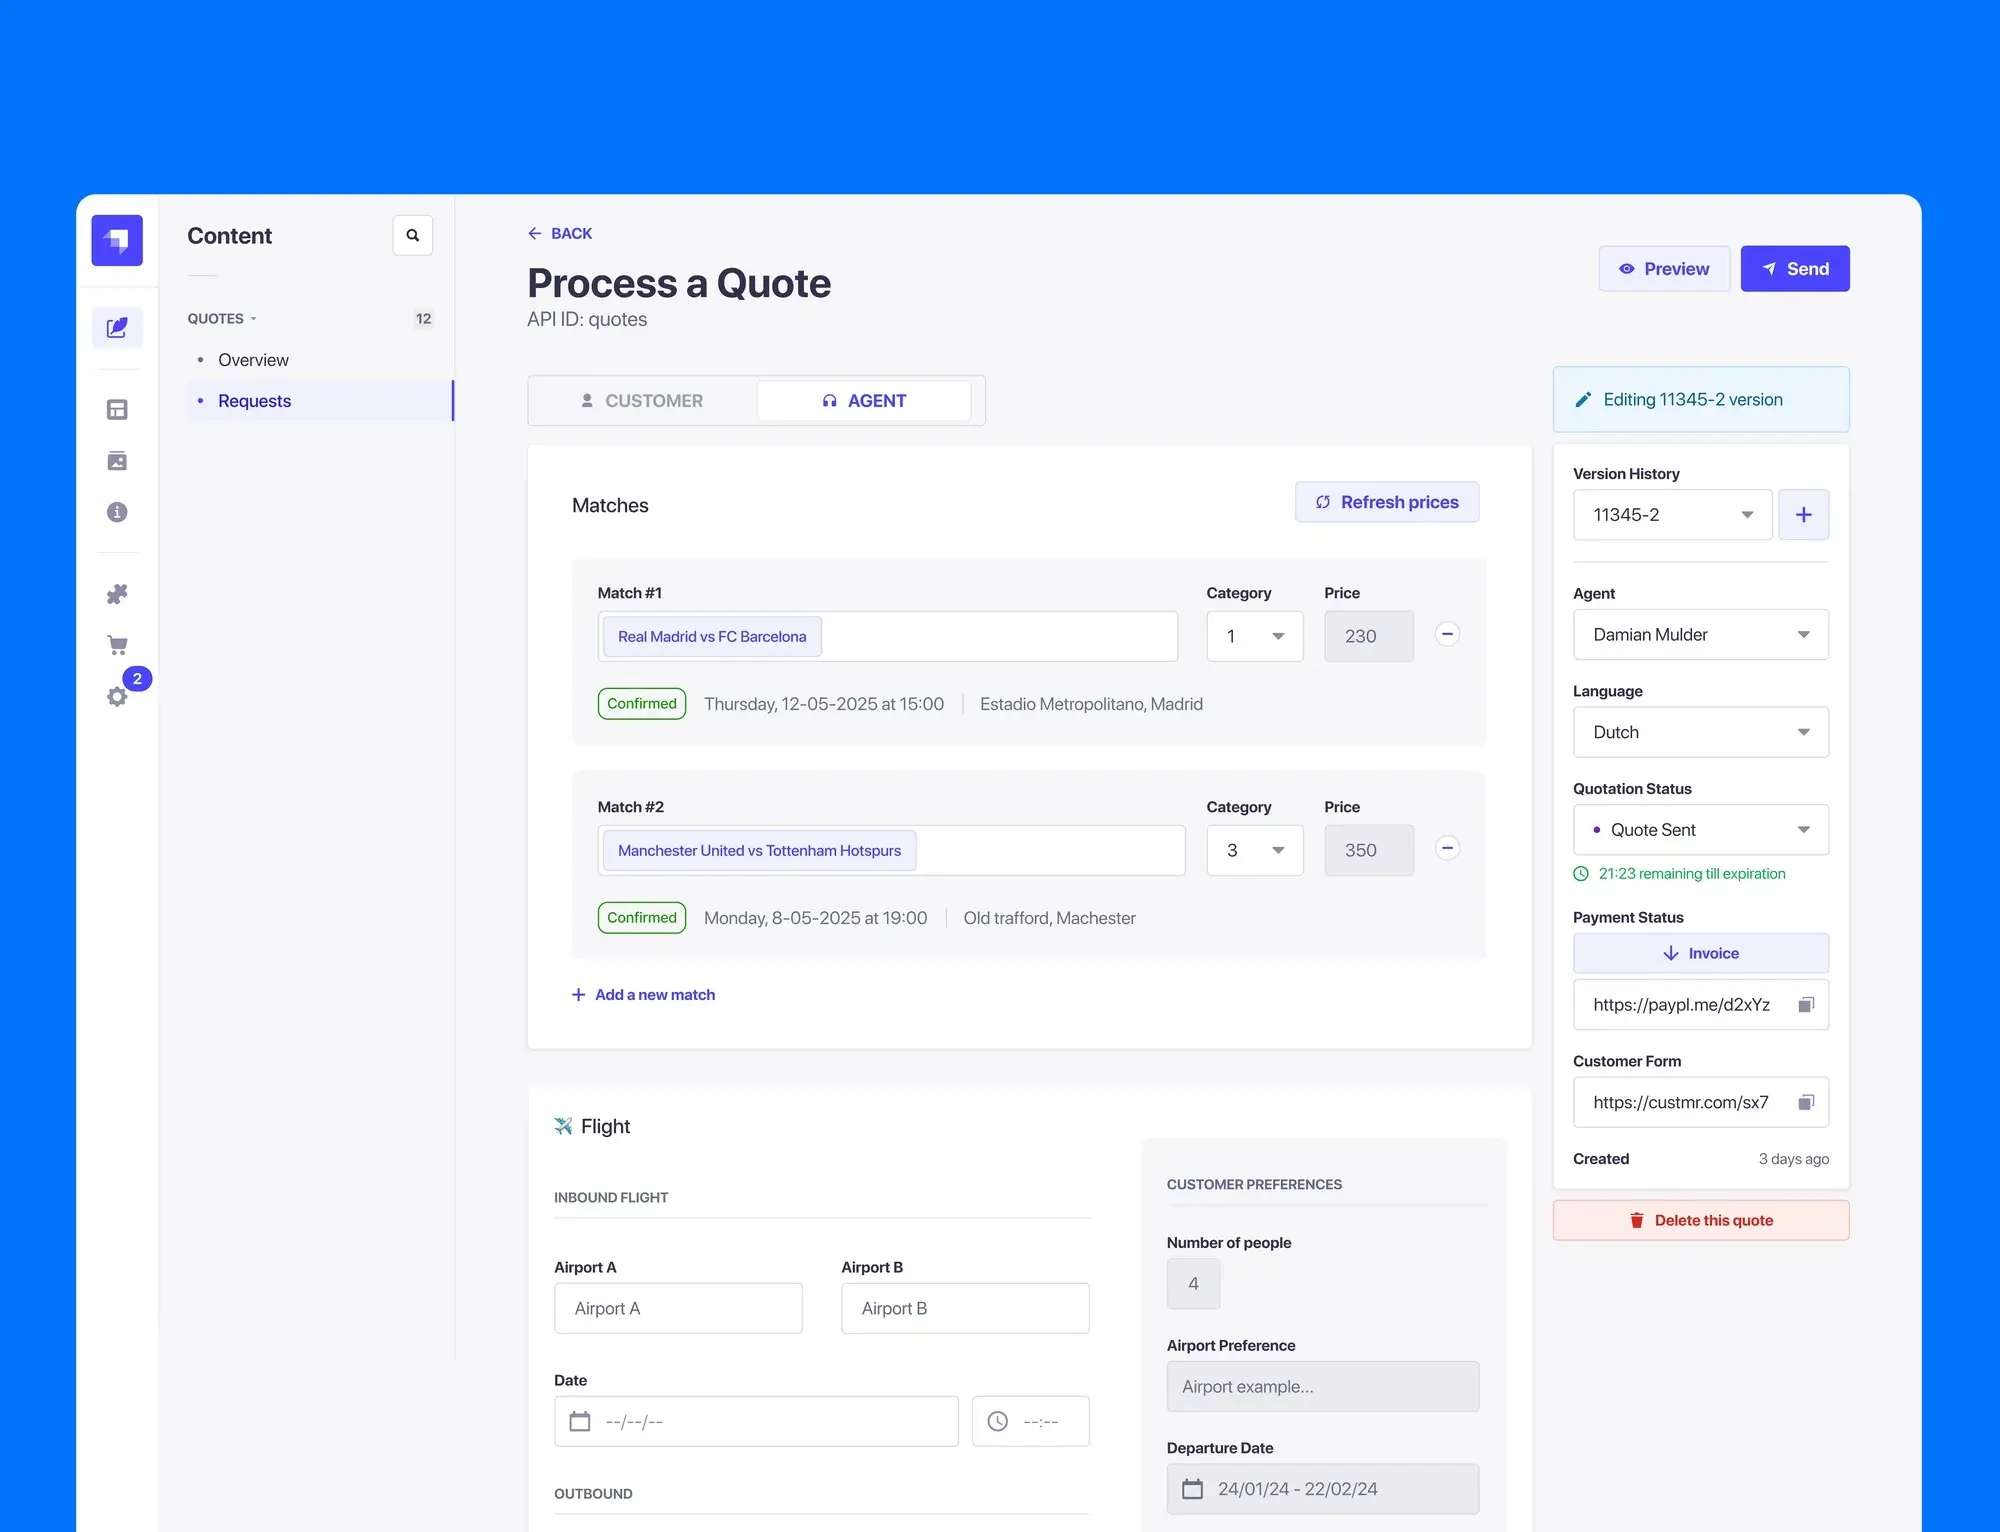 Content
QUOTES
12
Overview
Requests
2
BACK
Process a Quote
API ID: quotes
Preview
Send
CUSTOMER
AGENT
Editing 11345-2 version
Matches
Refresh prices
Match #1
Category
Price
Real Madrid vs FC Barcelona
1
230
Confirmed
Thursday, 12-05-2025 at 15:00
Estadio Metropolitano, Madrid
Match #2
Category
Price
Manchester United vs Tottenham Hotspurs
3
350
Confirmed
Monday, 8-05-2025 at 19:00
Old trafford, Machester
Add a new match
Version History
11345-2
Agent
Damian Mulder
Language
Dutch
Quotation Status
Quote Sent
21:23 remaining till expiration
Payment Status
Invoice
https://paypl.me/d2xYz
Customer Form
https://custmr.com/sx7
Created
3 days ago
Delete this quote
Flight
INBOUND FLIGHT
Airport A
Airport B
Airport A
Airport B
Date
--/--/--
--:--
OUTBOUND
CUSTOMER PREFERENCES
Number of people
4
Airport Preference
Airport example...
Departure Date
24/01/24 - 22/02/24